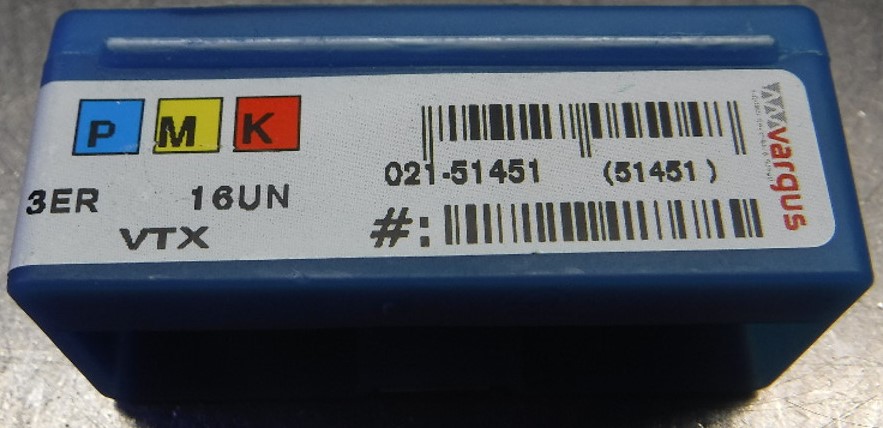 P M K
3ER 16UN
VTX
021-51451 (51451)
#:
vargus